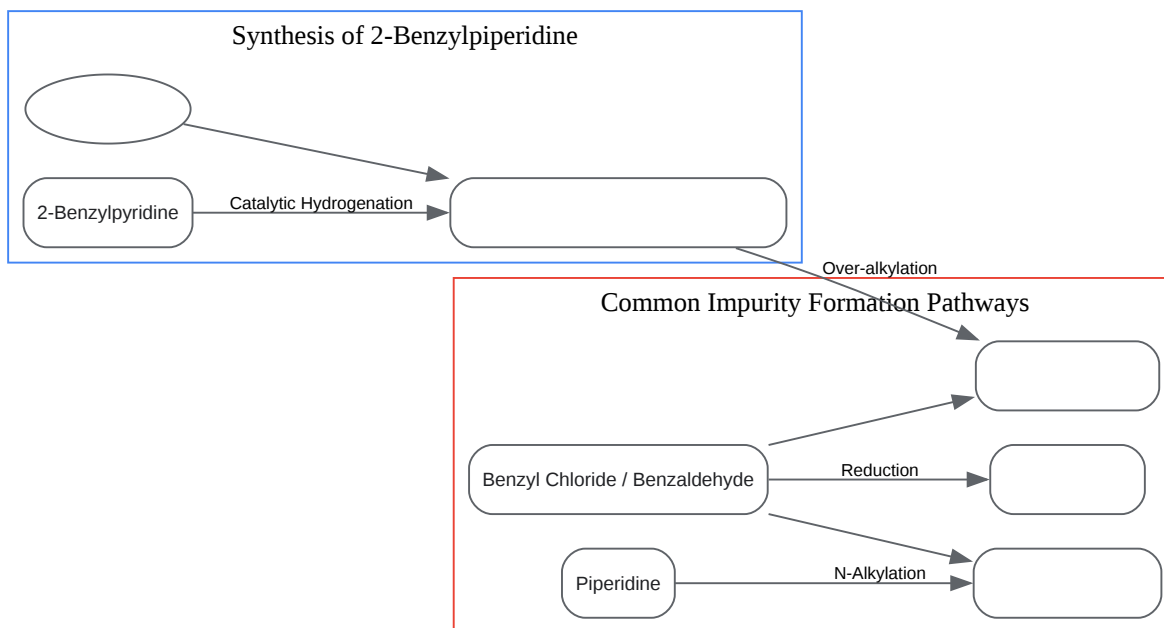 Synthesis of 2-Benzylpiperidine
2-Benzylpyridine
Catalytic Hydrogenation
Over-alkylation
Common Impurity Formation Pathways
Benzyl Chloride / Benzaldehyde
Reduction
Piperidine
N-Alkylation